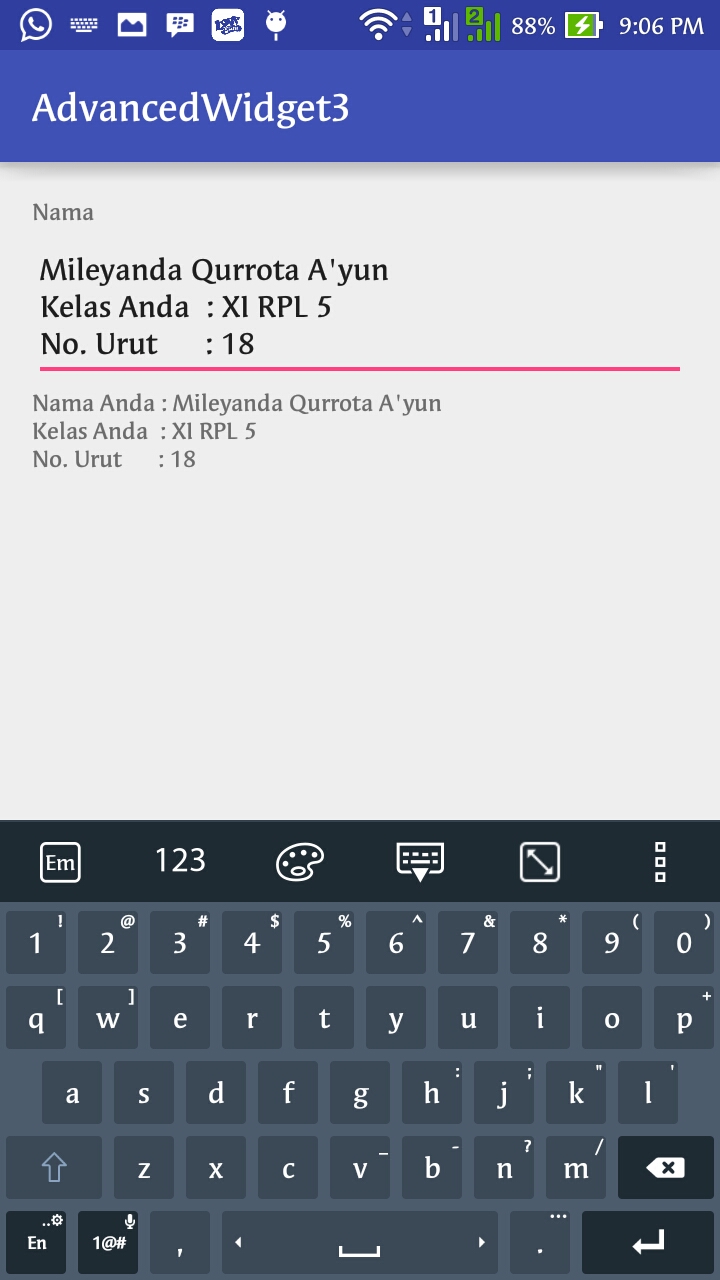 1 2 88% 9:06 PM
AdvancedWidget3
Nama
Mileyanda Qurrota A'yun
Kelas Anda : XI RPL 5
No. Urut : 18
Nama Anda : Mileyanda Qurrota A'yun
Kelas Anda : XI RPL 5
No. Urut : 18
Em 123
! @ # $ % ^ & * ( )
1 2 3 4 5 6 7 8 9 0
[ ] +
q w e r t y u i o p
: ; " '
a s d f g h j k l
_ - ? /
z x c v b n m
En 1@# , . ...